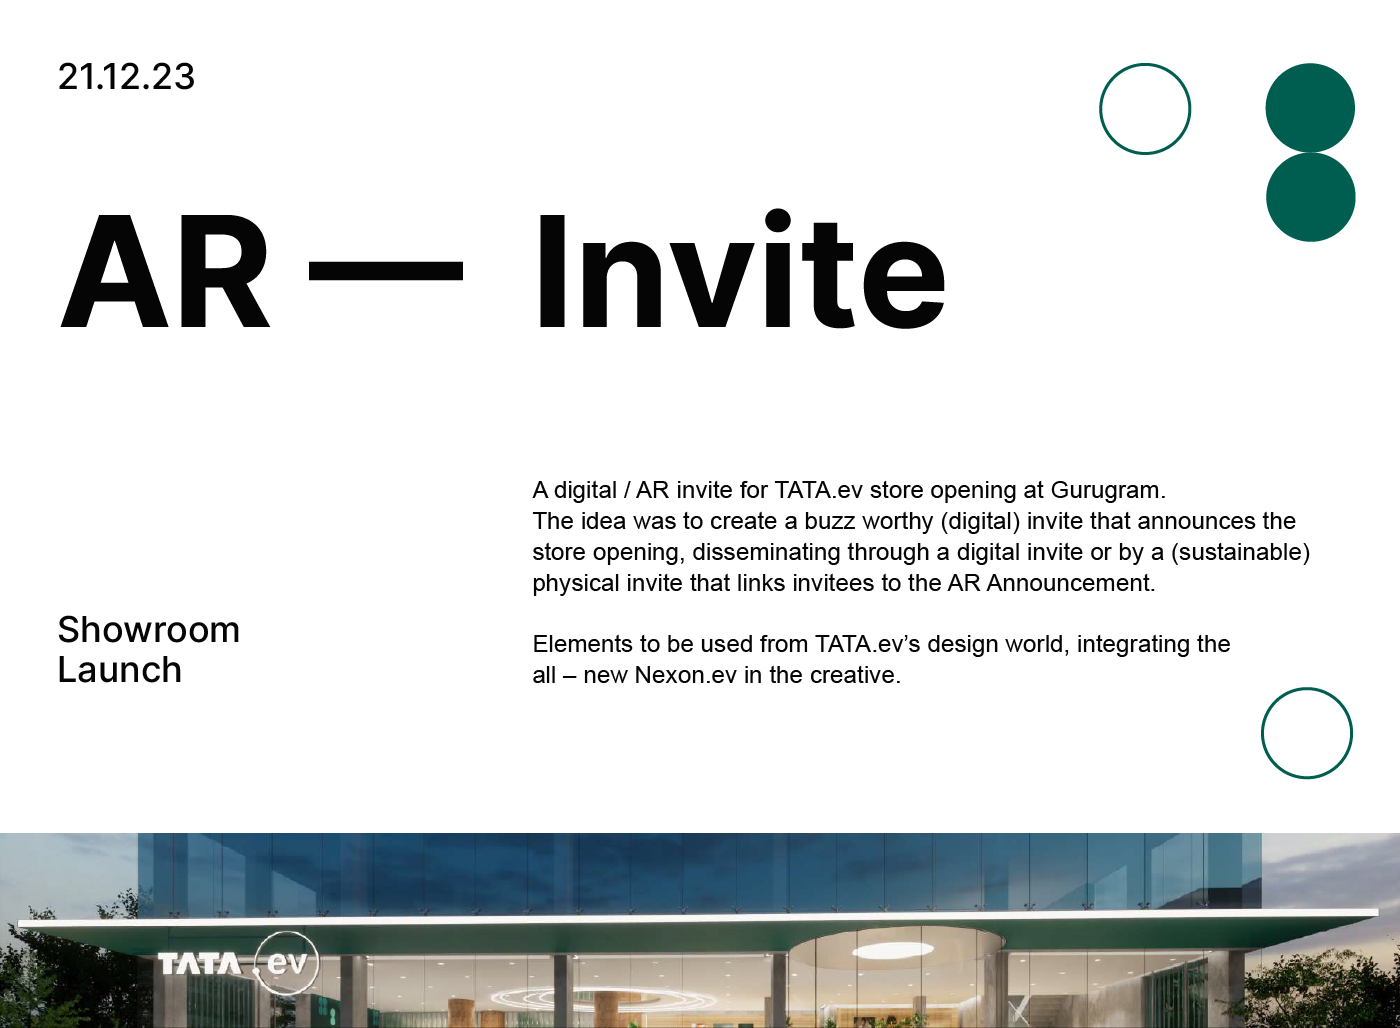 21.12.23
AR — Invite
A digital / AR invite for TATA.ev store opening at Gurugram.
The idea was to create a buzz worthy (digital) invite that announces the
store opening, disseminating through a digital invite or by a (sustainable)
physical invite that links invitees to the AR Announcement.
Showroom
Launch
Elements to be used from TATA.ev’s design world, integrating the
all – new Nexon.ev in the creative.
TATA .ev